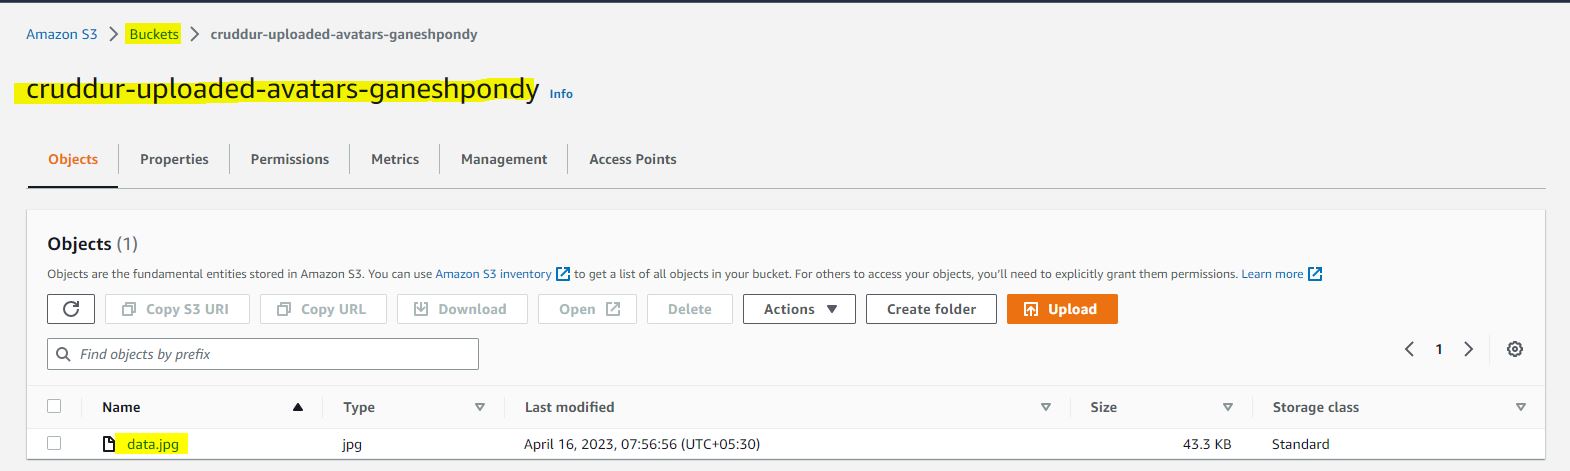 Amazon S3 > Buckets > cruddur-uploaded-avatars-ganeshpondy
cruddur-uploaded-avatars-ganeshpondy Info
Objects Properties Permissions Metrics Management Access Points
Objects (1)
Objects are the fundamental entities stored in Amazon S3. You can use Amazon S3 inventory to get a list of all objects in your bucket. For others to access your objects, you'll need to explicitly grant them permissions. Learn more
Copy S3 URI Copy URL Download Open Delete Actions Create folder Upload
Find objects by prefix
1
Name Type Last modified Size Storage class
data.jpg jpg April 16, 2023, 07:56:56 (UTC+05:30) 43.3 KB Standard